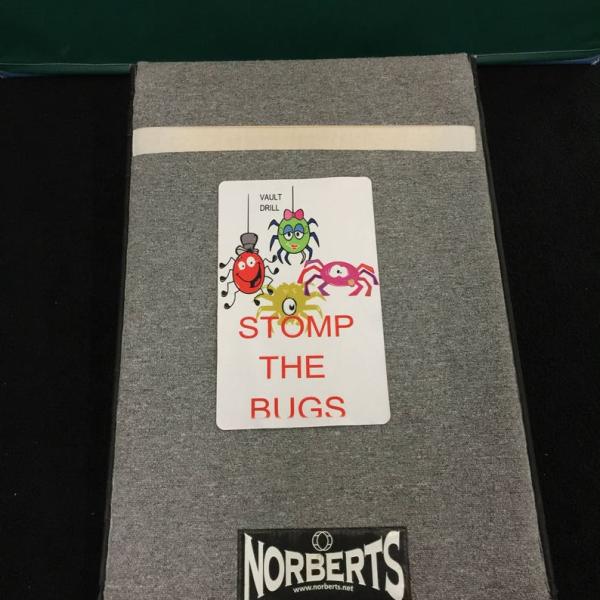 VAULT
DRILL
STOMP
THE
BUGS
NORBERTS
www.norberts.net